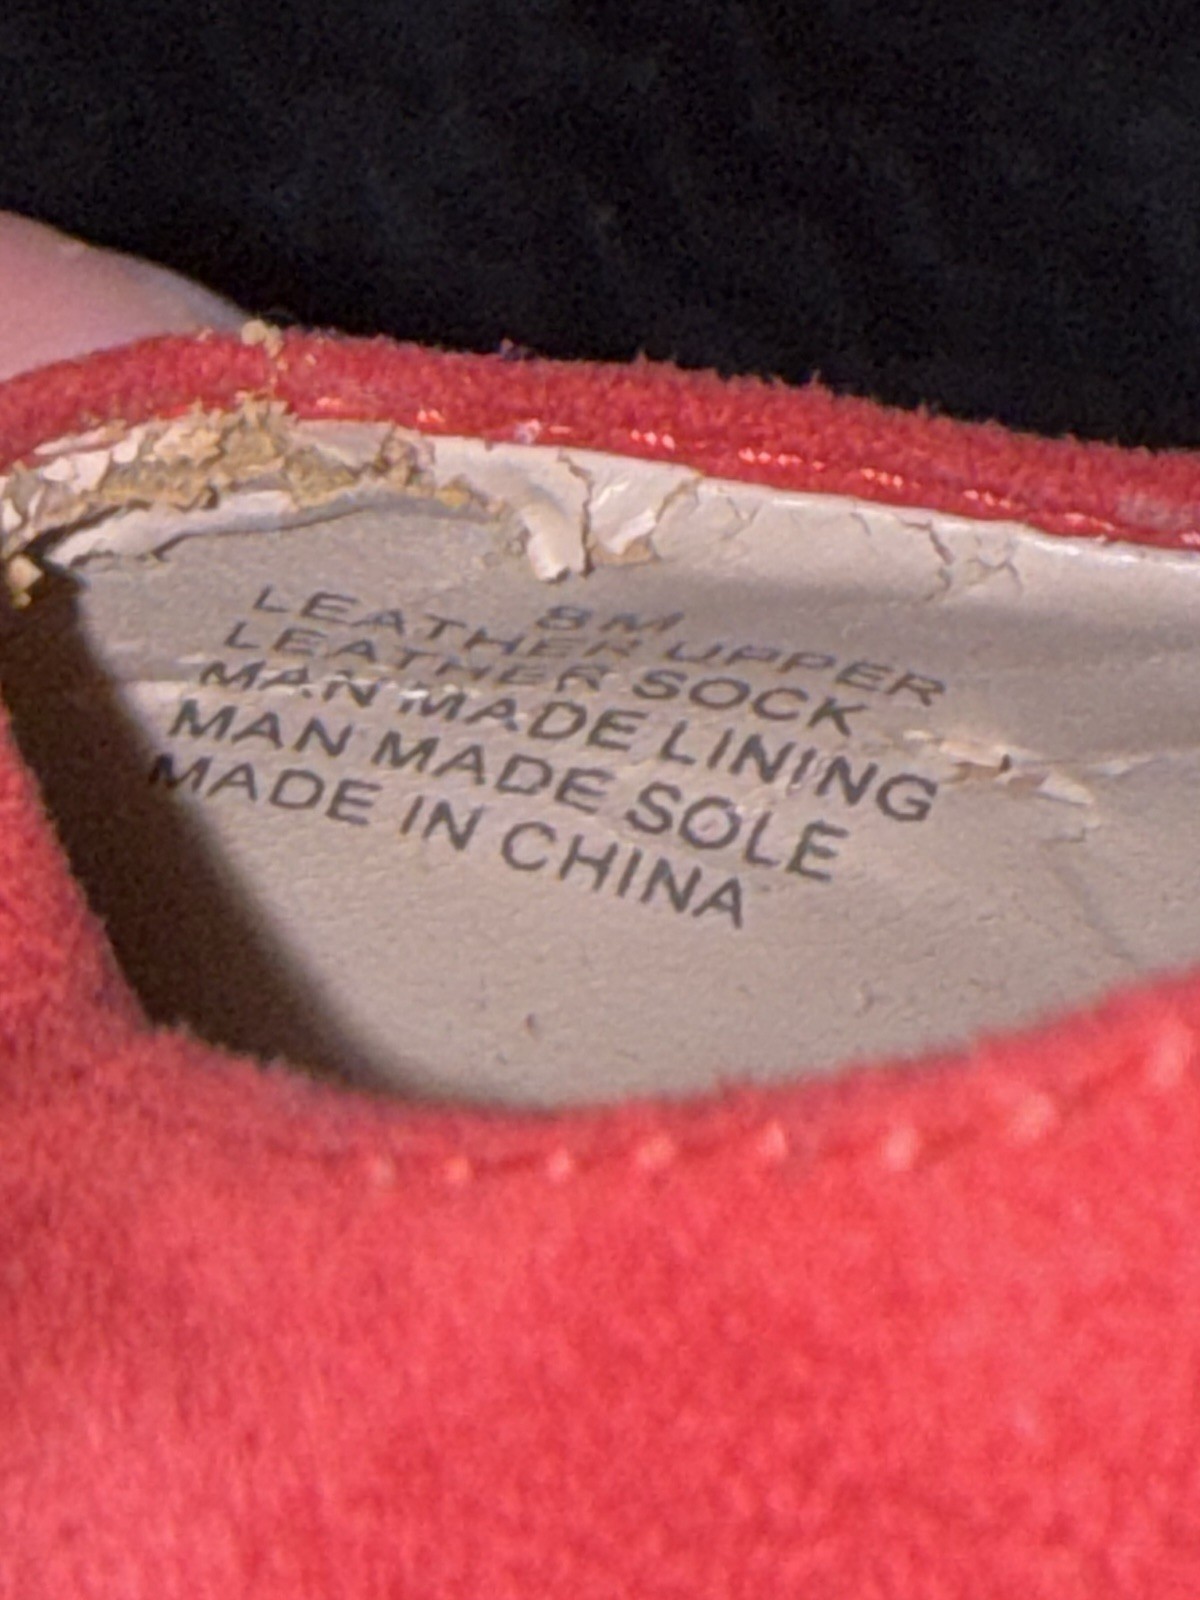 8M
LEATHER UPPER
LEATHER SOCK
MAN MADE LINING
MAN MADE SOLE
MADE IN CHINA